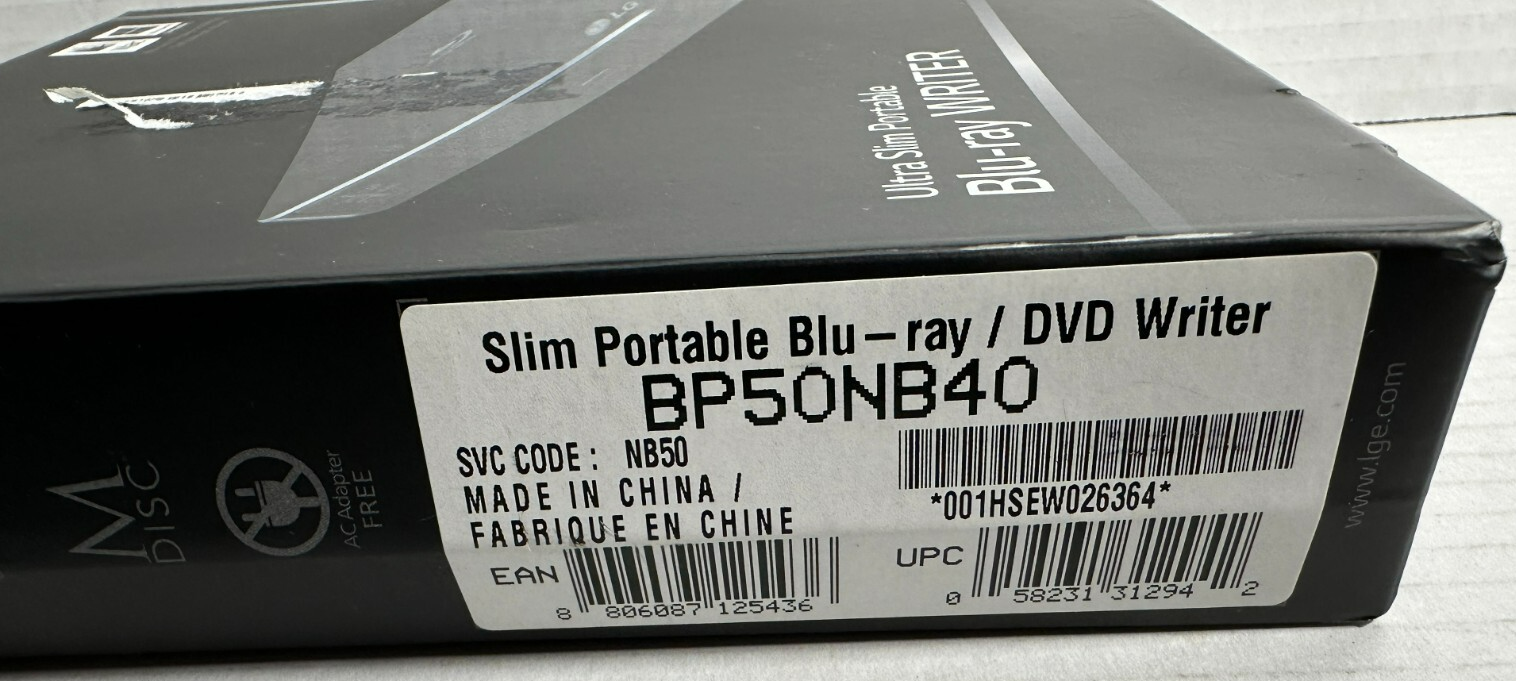 LG
Ultra Slim Portable
Blu-ray WRITER
Slim Portable Blu-ray / DVD Writer
BP50NB40
SVC CODE: NB50
MADE IN CHINA /
FABRIQUE EN CHINE
*001HSEW026364*
EAN
8 806087 125436
UPC
0 58231 31294 2
M
DISC
AC Adapter
FREE
www.lge.com